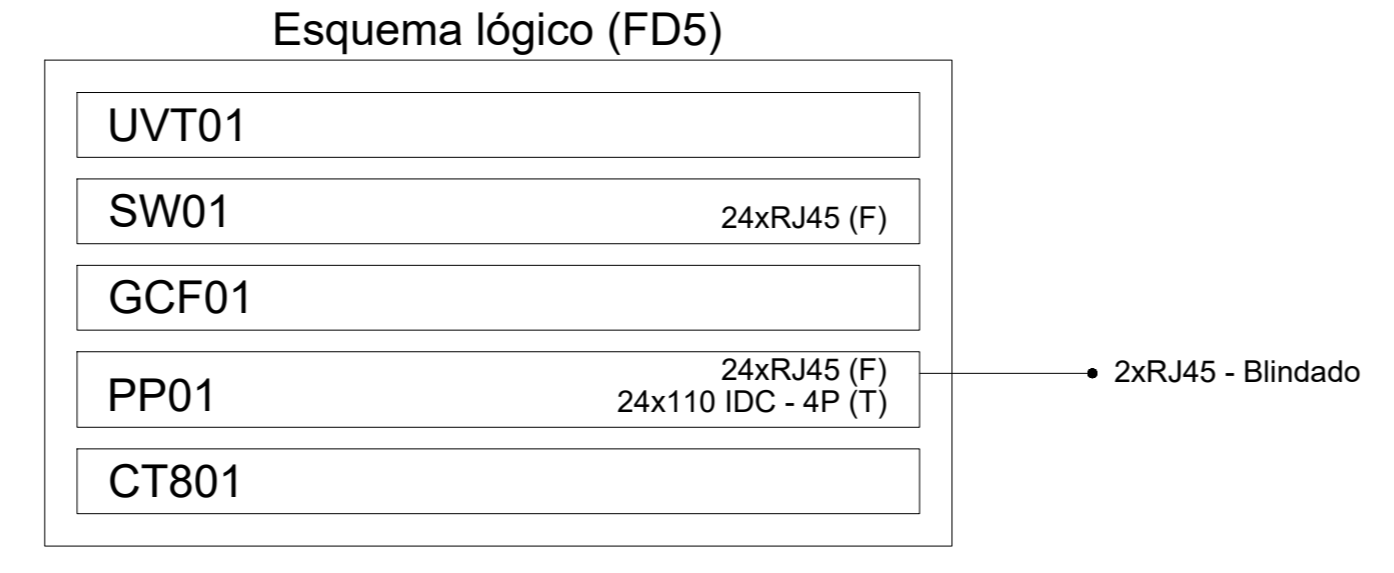 Esquema lógico (FD5)
UVT01
SW01
24xRJ45 (F)
GCF01
PP01
24xRJ45 (F)
24x110 IDC - 4P (T)
2xRJ45 - Blindado
CT801